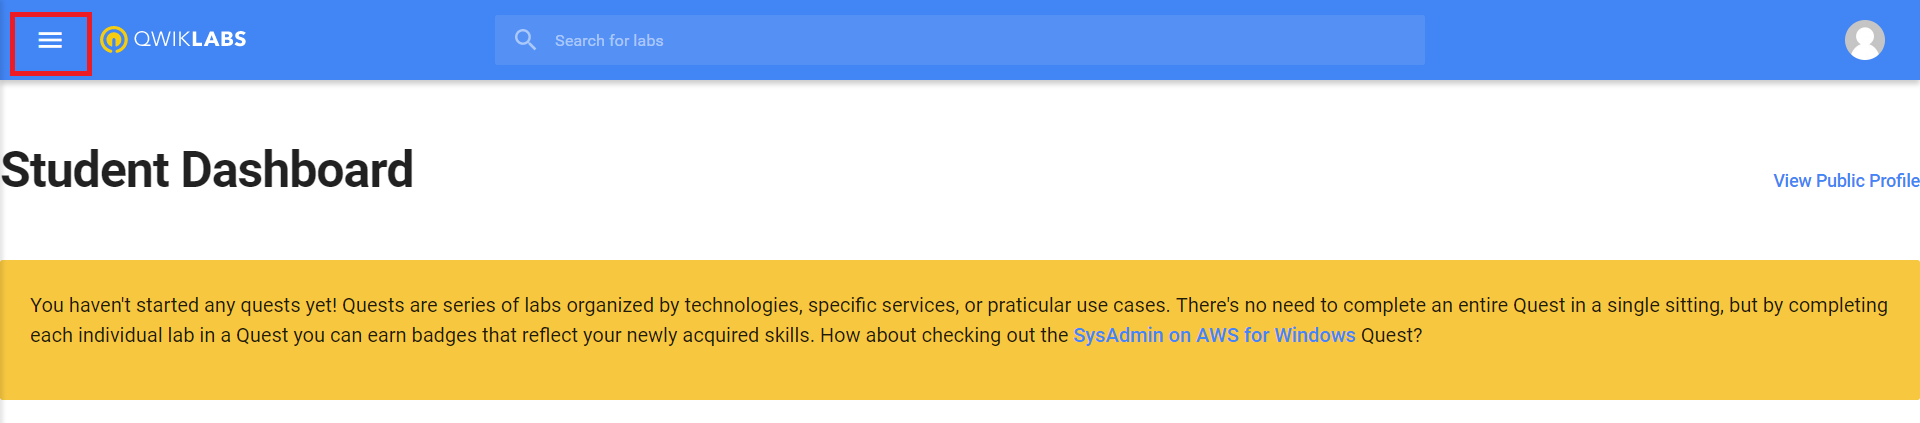 QWIKLABS
Search for labs
Student Dashboard
View Public Profile
You haven't started any quests yet! Quests are series of labs organized by technologies, specific services, or praticular use cases. There's no need to complete an entire Quest in a single sitting, but by completing
each individual lab in a Quest you can earn badges that reflect your newly acquired skills. How about checking out the SysAdmin on AWS for Windows Quest?